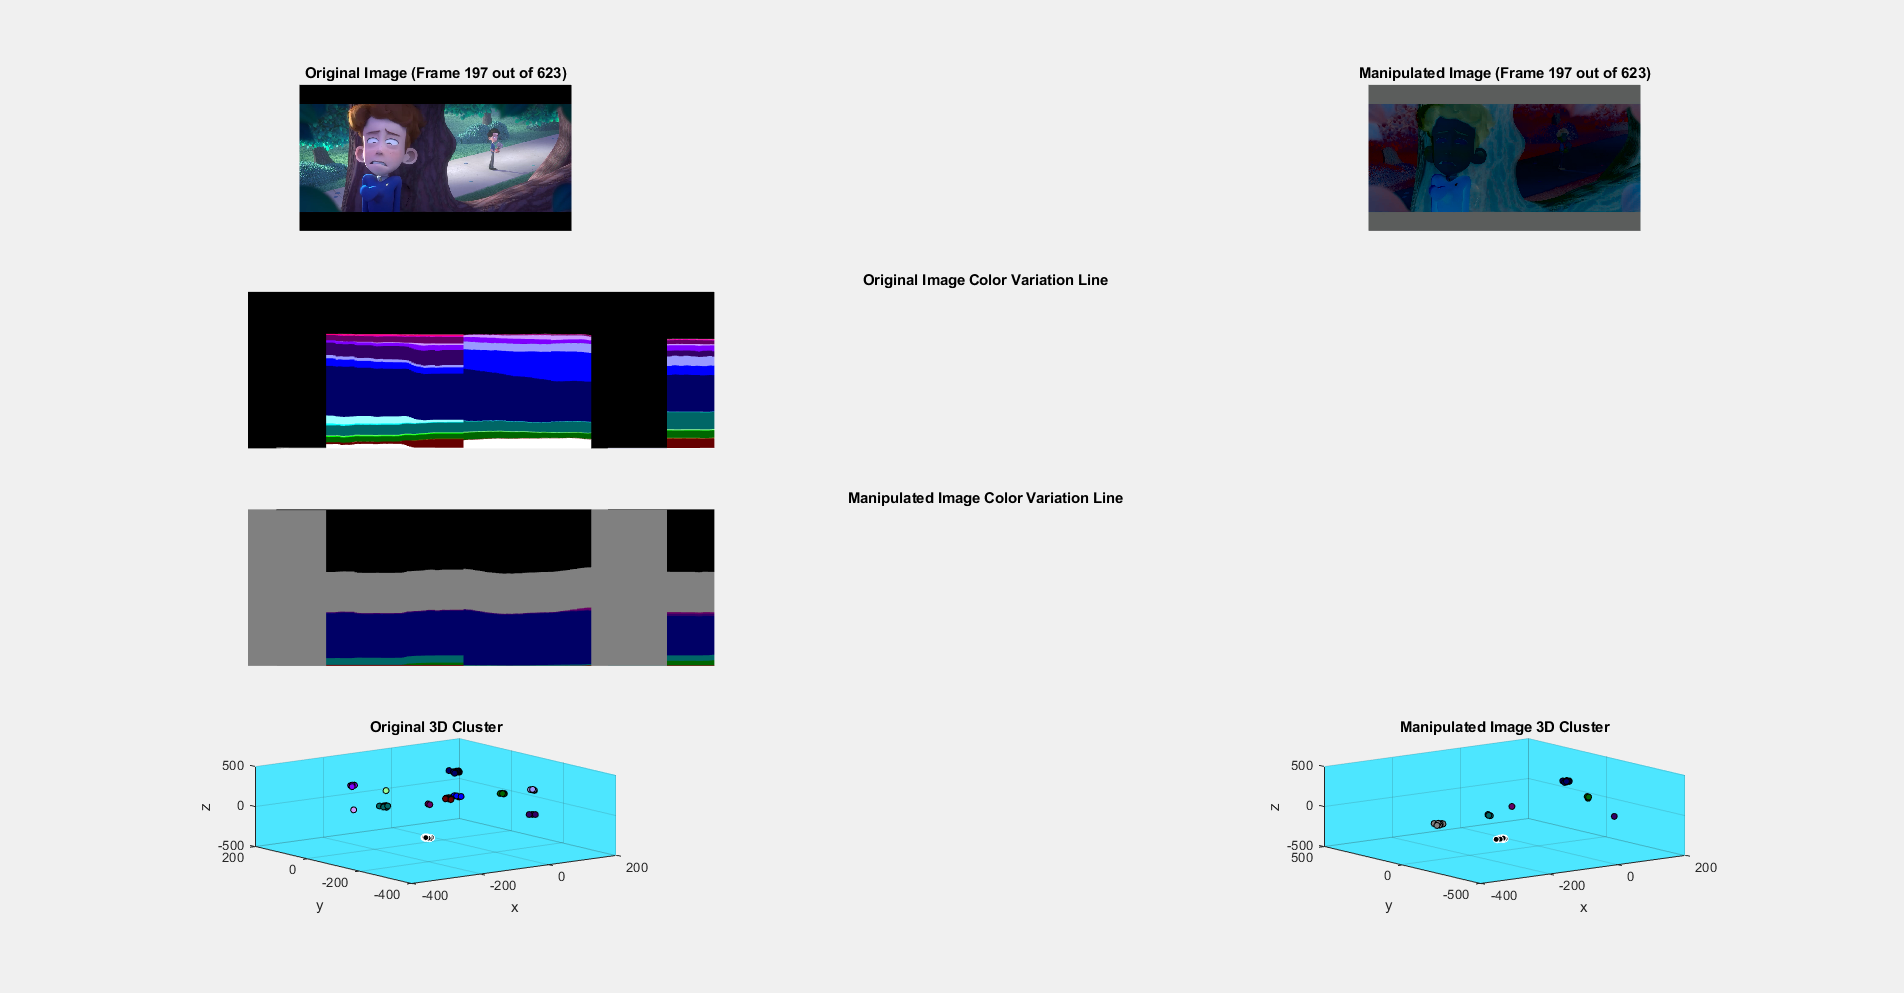 Original Image (Frame 197 out of 623)
Manipulated Image (Frame 197 out of 623)
Original Image Color Variation Line
Manipulated Image Color Variation Line
Original 3D Cluster
500
0
-500
z
200
0
-200
-400
y
-400
-200
0
200
x
Manipulated Image 3D Cluster
500
0
-500
z
500
0
-500
y
-400
-200
0
200
x